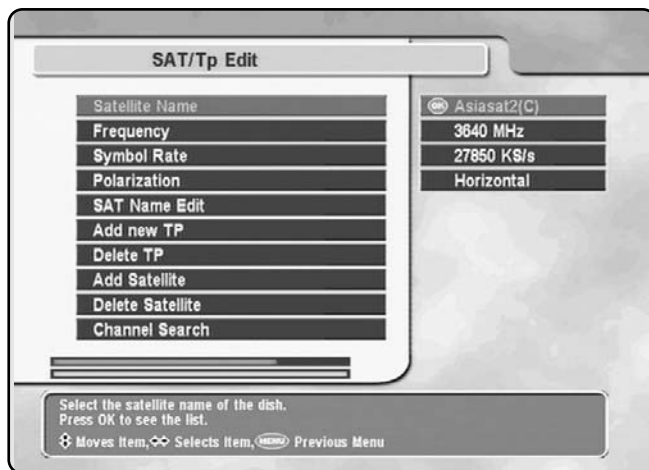 SAT/Tp Edit
Satellite Name
OK Asiasat2(C)
Frequency
3640 MHz
Symbol Rate
27850 KS/s
Polarization
Horizontal
SAT Name Edit
Add new TP
Delete TP
Add Satellite
Delete Satellite
Channel Search
Select the satellite name of the dish.
Press OK to see the list.
Moves Item, Selects Item, MENU Previous Menu